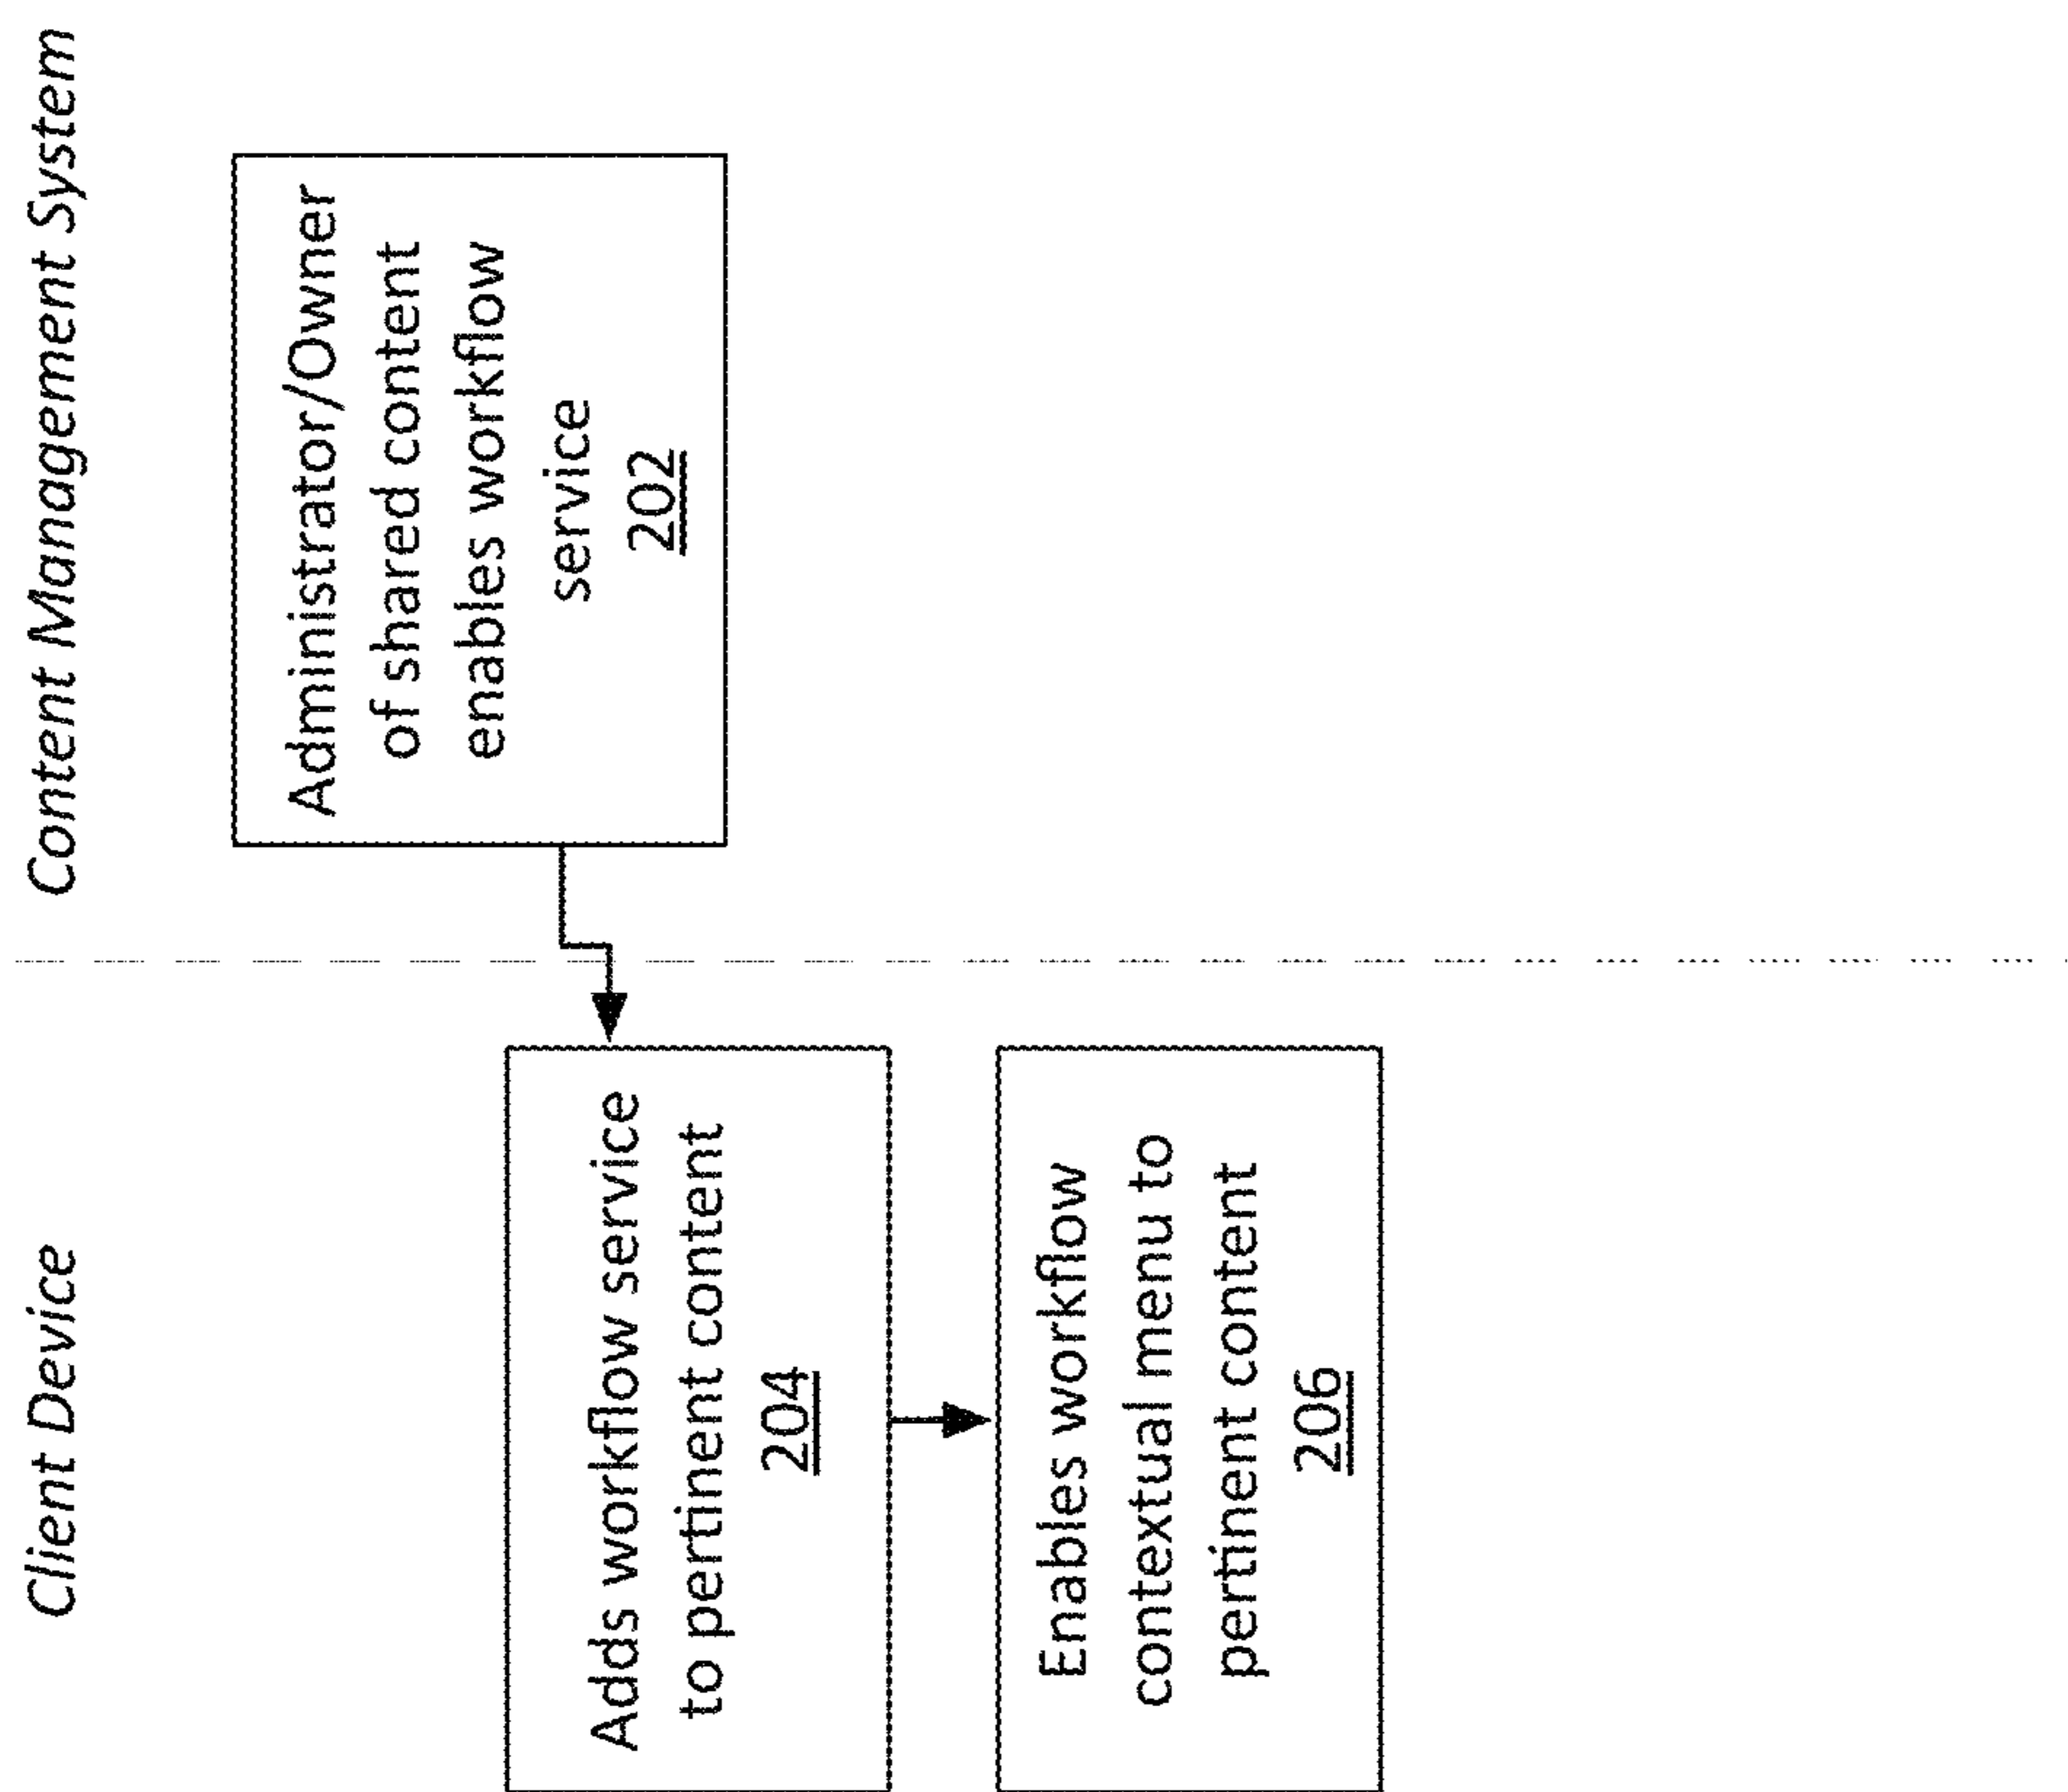 Client Device
Content Management System
Administrator/Owner
of shared content
enables workflow
service
202
Adds workflow service
to pertinent content
204
Enables workflow
contextual menu to
pertinent content
206